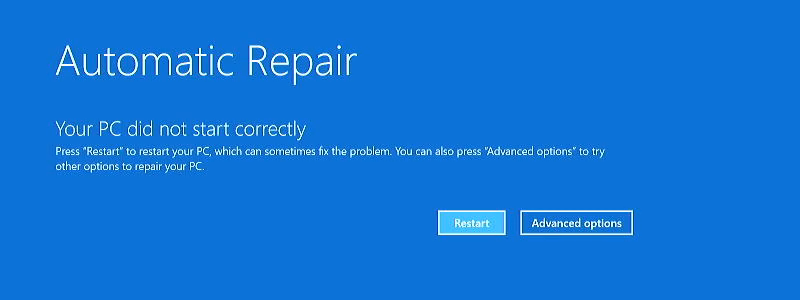 Automatic Repair
Your PC did not start correctly
Press "Restart" to restart your PC, which can sometimes fix the problem. You can also press "Advanced options" to try
other options to repair your PC.
Restart Advanced options